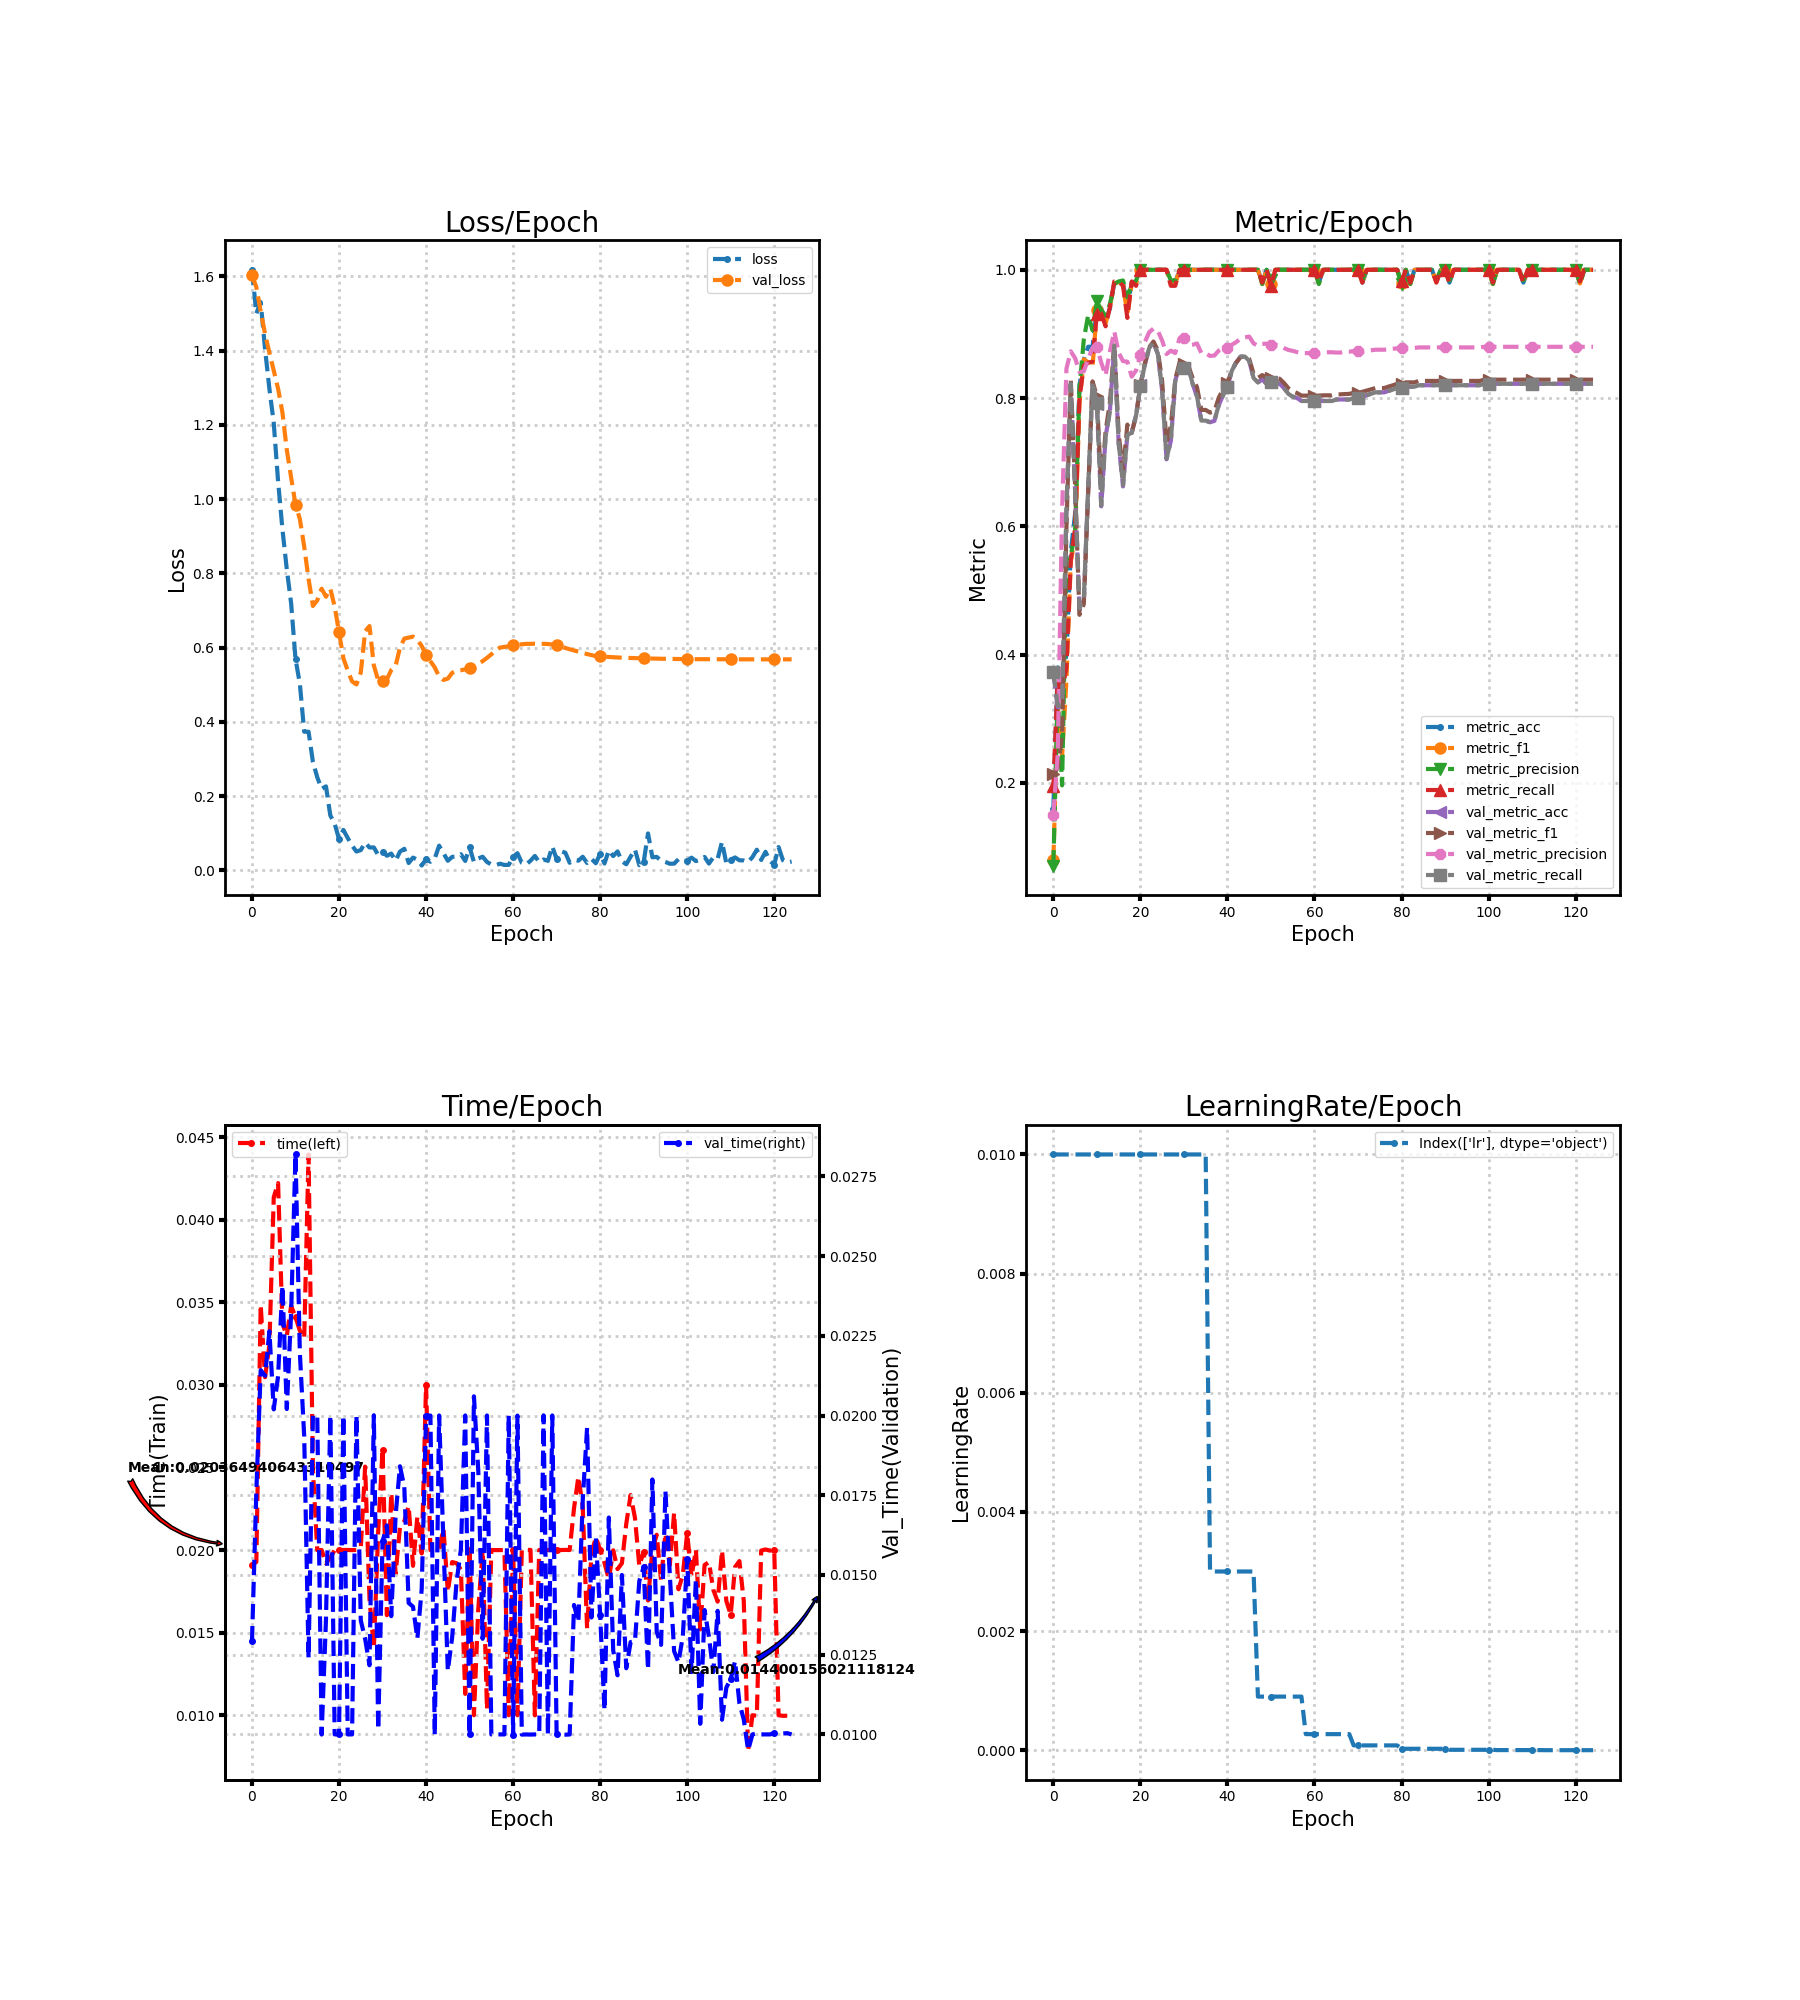 Loss/Epoch
Loss
1.6
1.4
1.2
1.0
0.8
0.6
0.4
0.2
0.0
loss
val_loss
0 20 40 60 80 100 120
Epoch
Metric/Epoch
Metric
1.0
0.8
0.6
0.4
0.2
metric_acc
metric_f1
metric_precision
metric_recall
val_metric_acc
val_metric_f1
val_metric_precision
val_metric_recall
0 20 40 60 80 100 120
Epoch
Time/Epoch
Time(Train)
0.045
0.040
0.035
0.030
0.025
0.020
0.015
0.010
time(left)
val_time(right)
Mean:0.020364940643310497
Mean:0.014400156021118124
0.0275
0.0250
0.0225
0.0200
0.0175
0.0150
0.0125
0.0100
Val_Time(Validation)
0 20 40 60 80 100 120
Epoch
LearningRate/Epoch
LearningRate
0.010
0.008
0.006
0.004
0.002
0.000
Index(['lr'], dtype='object')
0 20 40 60 80 100 120
Epoch